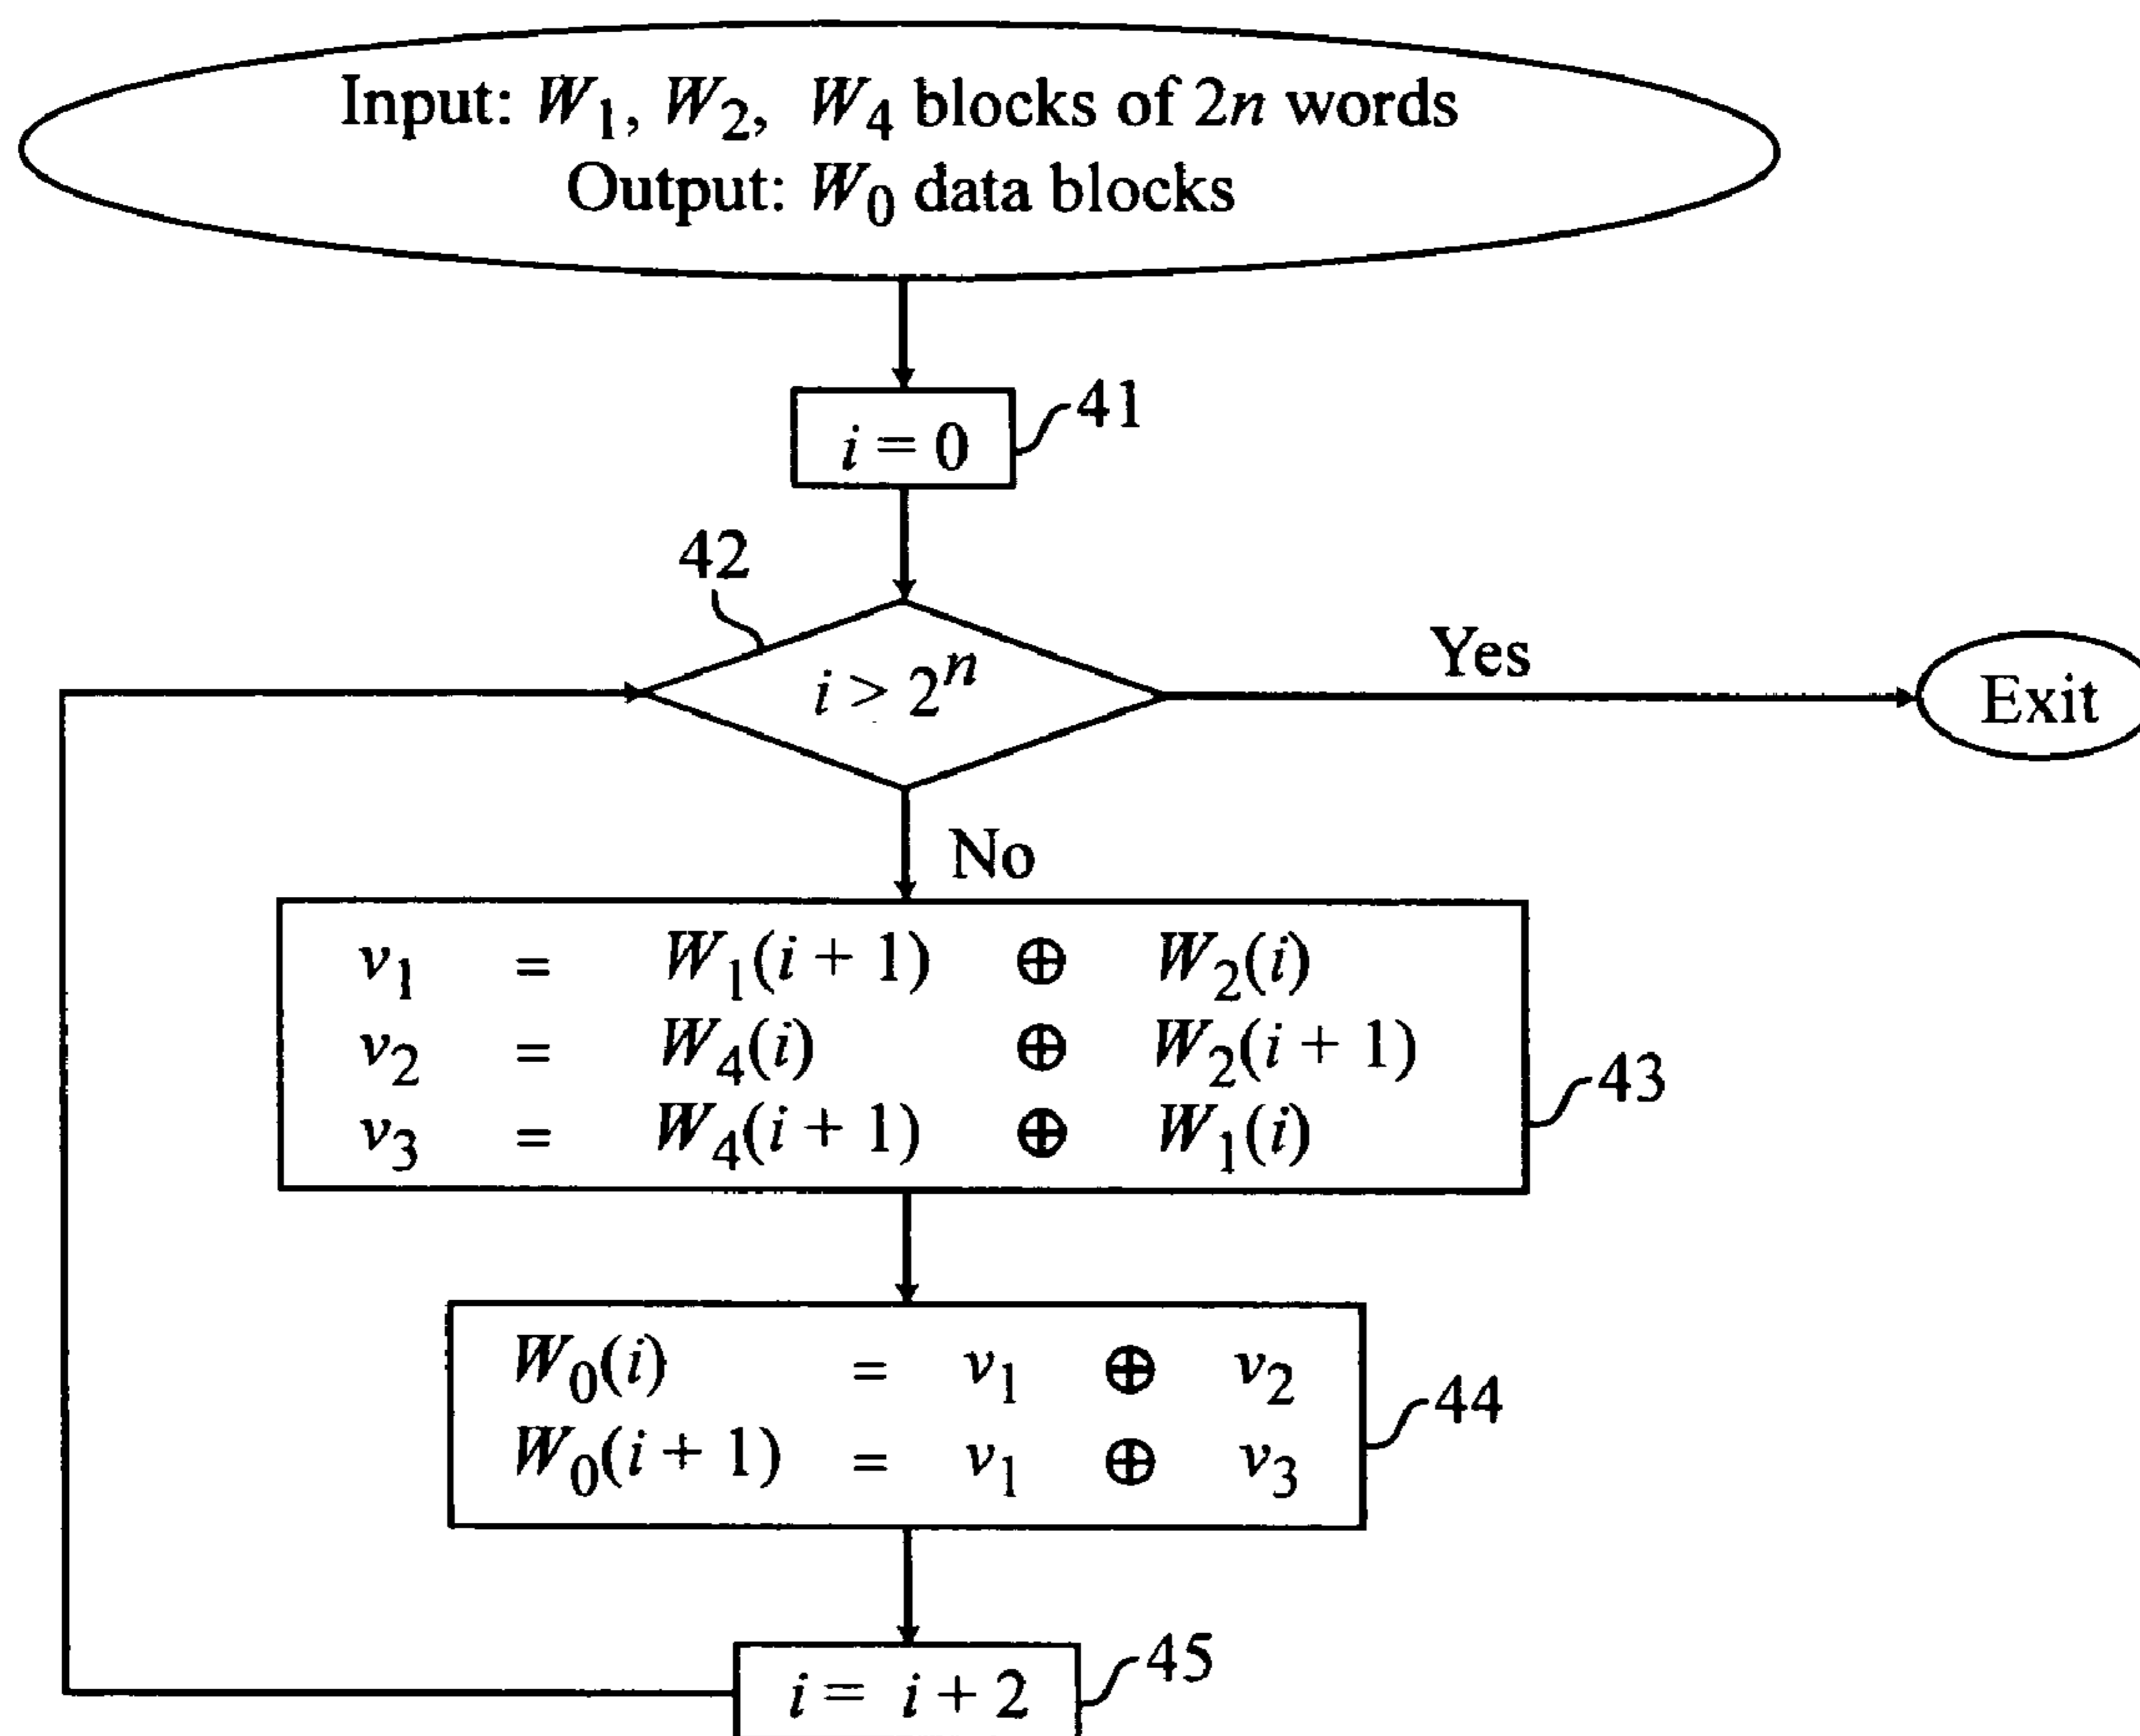 Input: W₁, W₂, W₄ blocks of 2n words
Output: W₀ data blocks
i = 0
41
42
i > 2ⁿ
Yes
Exit
No
v₁ = W₁(i + 1) ⊕ W₂(i)
v₂ = W₄(i) ⊕ W₂(i + 1)
v₃ = W₄(i + 1) ⊕ W₁(i)
43
W₀(i) = v₁ ⊕ v₂
W₀(i + 1) = v₁ ⊕ v₃
44
i = i + 2
45